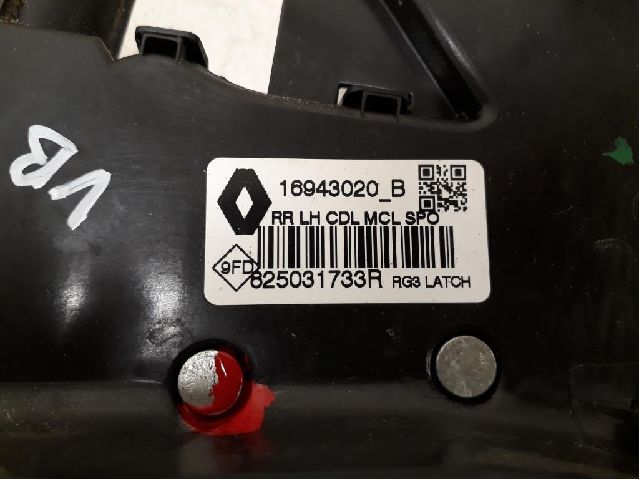 VB
16943020_B
RR LH CDL MCL SPO
9FD
825031733R RG3 LATCH